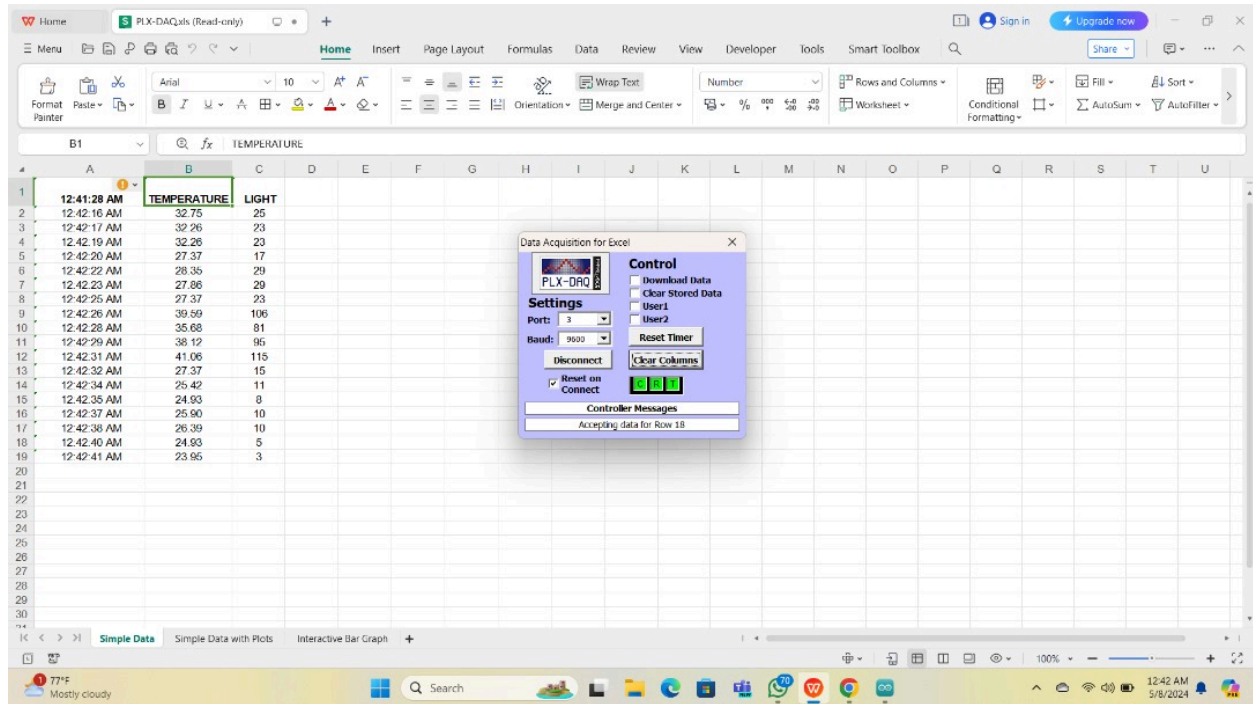 Home PLX-DAQ.xls (Read-only) + Sign in Upgrade now
Menu Home Insert Page Layout Formulas Data Review View Developer Tools Smart Toolbox Share
Format Painter Paste Arial 10 A+ A- Wrap Text Number Rows and Columns Fill Sort
B I U A Orientation Merge and Center % Worksheet Conditional Formatting AutoSum AutoFilter
B1 fx TEMPERATURE
A B C D E F G H I J K L M N O P Q R S T U
1 12:41:28 AM TEMPERATURE LIGHT
2 12:42:16 AM 32.75 25
3 12:42:17 AM 32.26 23
4 12:42:19 AM 32.26 23
5 12:42:20 AM 27.37 17
6 12:42:22 AM 28.35 29
7 12:42:23 AM 27.86 29
8 12:42:25 AM 27.37 23
9 12:42:26 AM 39.59 106
10 12:42:28 AM 35.68 81
11 12:42:29 AM 38.12 95
12 12:42:31 AM 41.06 115
13 12:42:32 AM 27.37 15
14 12:42:34 AM 25.42 11
15 12:42:35 AM 24.93 8
16 12:42:37 AM 25.90 10
17 12:42:38 AM 26.39 10
18 12:42:40 AM 24.93 5
19 12:42:41 AM 23.95 3
20
21
22
23
24
25
26
27
28
29
30
Data Acquisition for Excel
PLX-DAQ
Control
Download Data
Clear Stored Data
User1
User2
Settings
Port: 3
Baud: 9600
Reset Timer
Disconnect
Clear Columns
Reset on Connect
C R T
Controller Messages
Accepting data for Row 18
Simple Data Simple Data with Plots Interactive Bar Graph +
100% - +
77°F
Mostly cloudy
Search
70
12:42 AM
5/8/2024